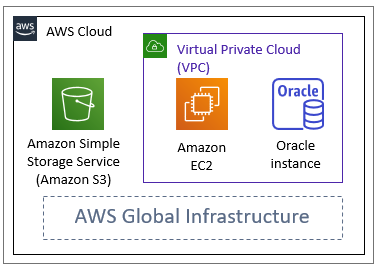 aws
AWS Cloud
Virtual Private Cloud
(VPC)
Oracle
Amazon Simple
Storage Service
(Amazon S3)
Amazon
EC2
Oracle
instance
AWS Global Infrastructure